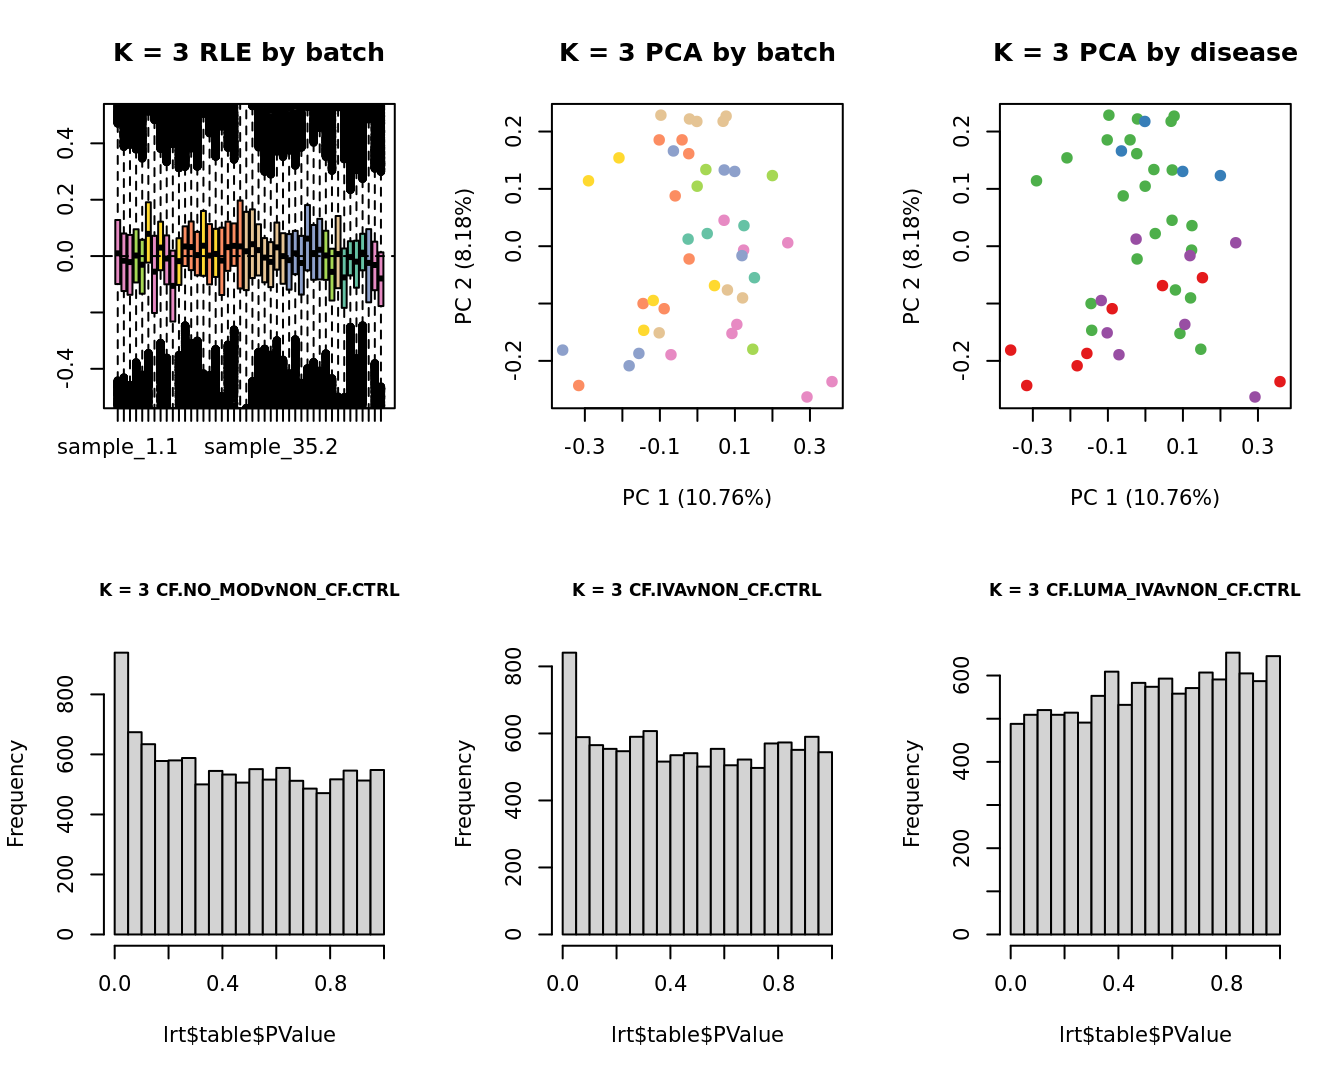 K = 3 RLE by batch
0.4
0.2
0.0
-0.4
sample_1.1
sample_35.2
K = 3 PCA by batch
PC 2 (8.18%)
0.2
0.1
0.0
-0.2
-0.3
-0.1
0.1
0.3
PC 1 (10.76%)
K = 3 PCA by disease
PC 2 (8.18%)
0.2
0.1
0.0
-0.2
-0.3
-0.1
0.1
0.3
PC 1 (10.76%)
K = 3 CF.NO_MODvNON_CF.CTRL
Frequency
800
600
400
200
0
0.0
0.4
0.8
lrt$table$PValue
K = 3 CF.IVAvNON_CF.CTRL
Frequency
800
600
400
200
0
0.0
0.4
0.8
lrt$table$PValue
K = 3 CF.LUMA_IVAvNON_CF.CTRL
Frequency
600
400
200
0
0.0
0.4
0.8
lrt$table$PValue